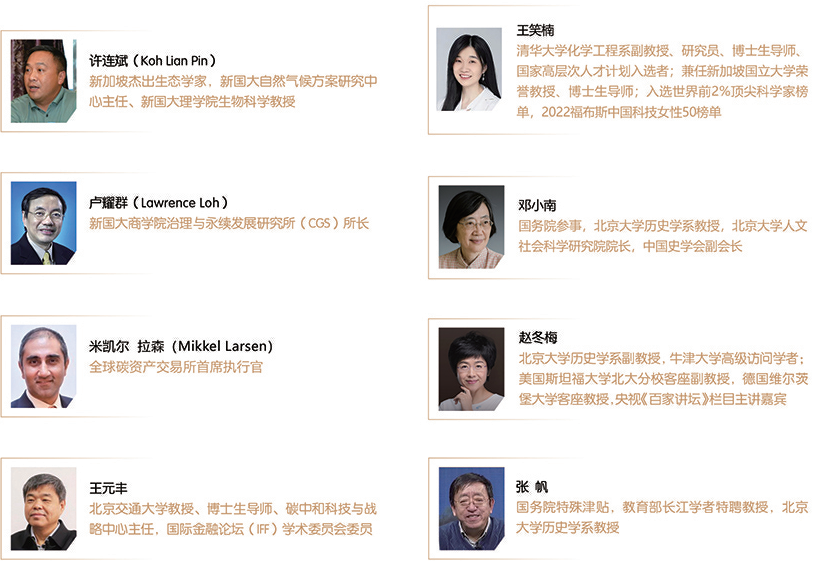 许连斌（Koh Lian Pin）
新加坡杰出生态学家，新国大自然气候方案研究中
心主任、新国大理学院生物科学教授
卢耀群（Lawrence Loh）
新国大商学院治理与永续发展研究所（CGS）所长
米凯尔 拉森（Mikkel Larsen）
全球碳资产交易所首席执行官
王元丰
北京交通大学教授、博士生导师、碳中和科技与战
略中心主任，国际金融论坛（IFF）学术委员会委员
王笑楠
清华大学化学工程系副教授、研究员、博士生导师、
国家高层次人才计划入选者；兼任新加坡国立大学荣
誉教授、博士生导师；入选世界前2%顶尖科学家榜
单，2022福布斯中国科技女性50榜单
邓小南
国务院参事，北京大学历史学系教授，北京大学人文
社会科学研究院院长，中国史学会副会长
赵冬梅
北京大学历史学系副教授，牛津大学高级访问学者；
美国斯坦福大学北大分校客座副教授，德国维尔茨
堡大学客座教授，央视《百家讲坛》栏目主讲嘉宾
张 帆
国务院特殊津贴，教育部长江学者特聘教授，北京
大学历史学系教授